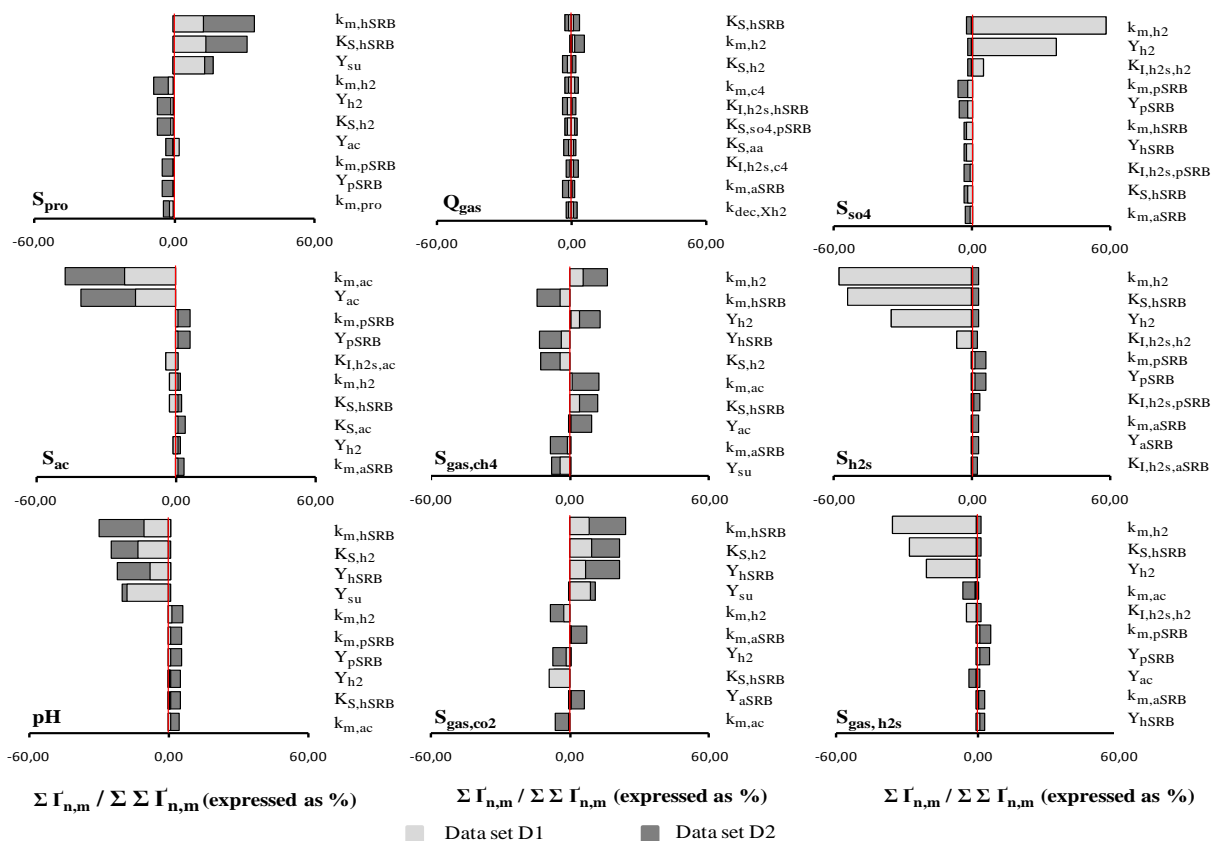 k_m,hSRB
K_S,hSRB
Y_su
k_m,h2
Y_h2
K_S,h2
Y_ac
k_m,pSRB
Y_pSRB
k_m,pro
S_pro
-60,00 0,00 60,00
K_S,hSRB
k_m,h2
K_S,h2
k_m,c4
K_I,h2s,hSRB
K_S,so4,pSRB
K_S,aa
K_I,h2s,c4
k_m,aSRB
k_dec,Xh2
Q_gas
-60,00 0,00 60,00
k_m,h2
Y_h2
K_I,h2s,h2
k_m,pSRB
Y_pSRB
k_m,hSRB
Y_hSRB
K_I,h2s,pSRB
K_S,hSRB
k_m,aSRB
S_so4
-60,00 0,00 60,00
k_m,ac
Y_ac
k_m,pSRB
Y_pSRB
K_I,h2s,ac
k_m,h2
K_S,hSRB
K_S,ac
Y_h2
k_m,aSRB
S_ac
-60,00 0,00 60,00
k_m,h2
k_m,hSRB
Y_h2
Y_hSRB
K_S,h2
k_m,ac
K_S,hSRB
Y_ac
k_m,aSRB
Y_su
S_gas,ch4
-60,00 0,00 60,00
k_m,h2
K_S,hSRB
Y_h2
K_I,h2s,h2
k_m,pSRB
Y_pSRB
K_I,h2s,pSRB
k_m,aSRB
Y_aSRB
K_I,h2s,aSRB
S_h2s
-60,00 0,00 60,00
k_m,hSRB
K_S,h2
Y_hSRB
Y_su
k_m,h2
k_m,pSRB
Y_pSRB
Y_h2
K_S,hSRB
k_m,ac
pH
-60,00 0,00 60,00
k_m,hSRB
K_S,h2
Y_hSRB
Y_su
k_m,h2
k_m,aSRB
Y_h2
K_S,hSRB
Y_aSRB
k_m,ac
S_gas,co2
-60,00 0,00 60,00
k_m,h2
K_S,hSRB
Y_h2
k_m,ac
K_I,h2s,h2
k_m,pSRB
Y_pSRB
Y_ac
k_m,aSRB
Y_hSRB
S_gas, h2s
-60,00 0,00 60,00
Σ Γ_n,m / Σ Σ Γ_n,m (expressed as %)
Σ Γ_n,m / Σ Σ Γ_n,m (expressed as %)
Σ Γ_n,m / Σ Σ Γ_n,m (expressed as %)
Data set D1 Data set D2